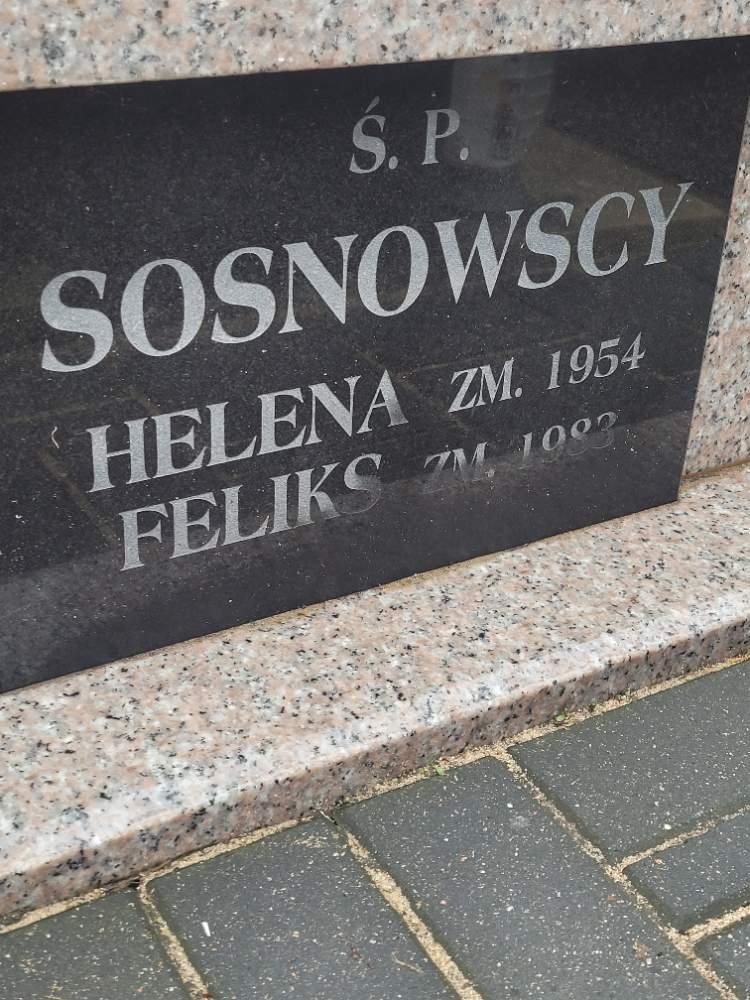 Ś. P.
SOSNOWSCY
HELENA ZM. 1954
FELIKS ZM. 1983